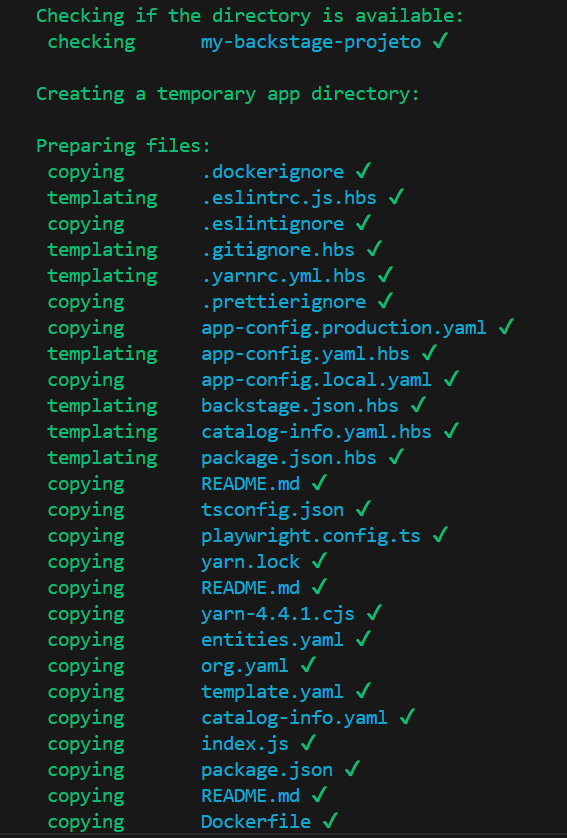 Checking if the directory is available:
checking my-backstage-projeto ✓
Creating a temporary app directory:
Preparing files:
copying .dockerignore ✓
templating .eslintrc.js.hbs ✓
copying .eslintignore ✓
templating .gitignore.hbs ✓
templating .yarnrc.yml.hbs ✓
copying .prettierignore ✓
copying app-config.production.yaml ✓
templating app-config.yaml.hbs ✓
copying app-config.local.yaml ✓
templating backstage.json.hbs ✓
templating catalog-info.yaml.hbs ✓
templating package.json.hbs ✓
copying README.md ✓
copying tsconfig.json ✓
copying playwright.config.ts ✓
copying yarn.lock ✓
copying README.md ✓
copying yarn-4.4.1.cjs ✓
copying entities.yaml ✓
copying org.yaml ✓
copying template.yaml ✓
copying catalog-info.yaml ✓
copying index.js ✓
copying package.json ✓
copying README.md ✓
copying Dockerfile ✓